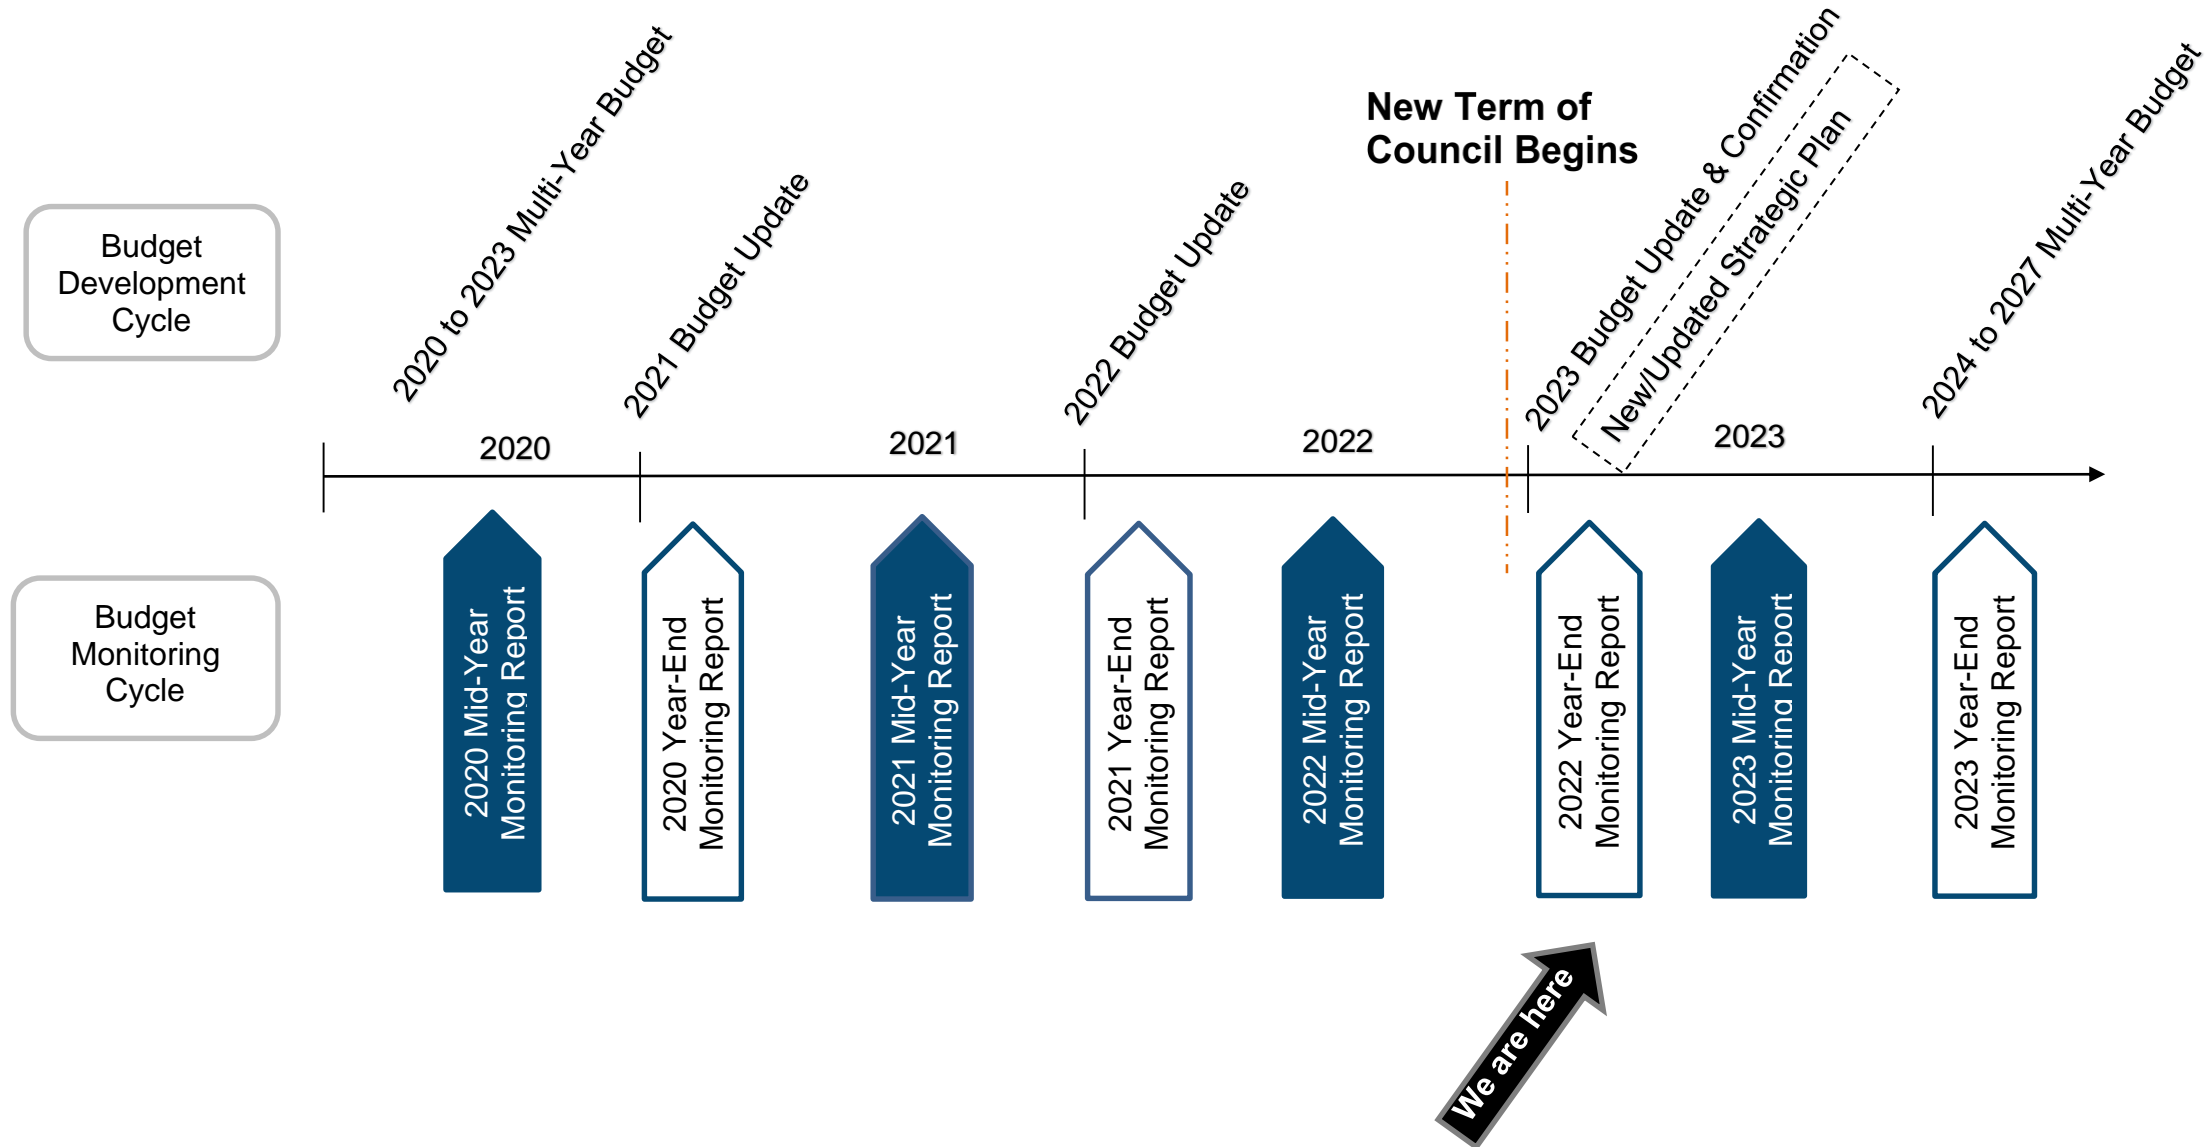 2020 to 2023 Multi-Year Budget
2021 Budget Update
2022 Budget Update
New Term of
Council Begins
2023 Budget Update & Confirmation
New/Updated Strategic Plan
2024 to 2027 Multi-Year Budget
Budget
Development
Cycle
2020
2021
2022
2023
Budget
Monitoring
Cycle
2020 Mid-Year
Monitoring Report
2020 Year-End
Monitoring Report
2021 Mid-Year
Monitoring Report
2021 Year-End
Monitoring Report
2022 Mid-Year
Monitoring Report
2022 Year-End
Monitoring Report
2023 Mid-Year
Monitoring Report
2023 Year-End
Monitoring Report
We are here